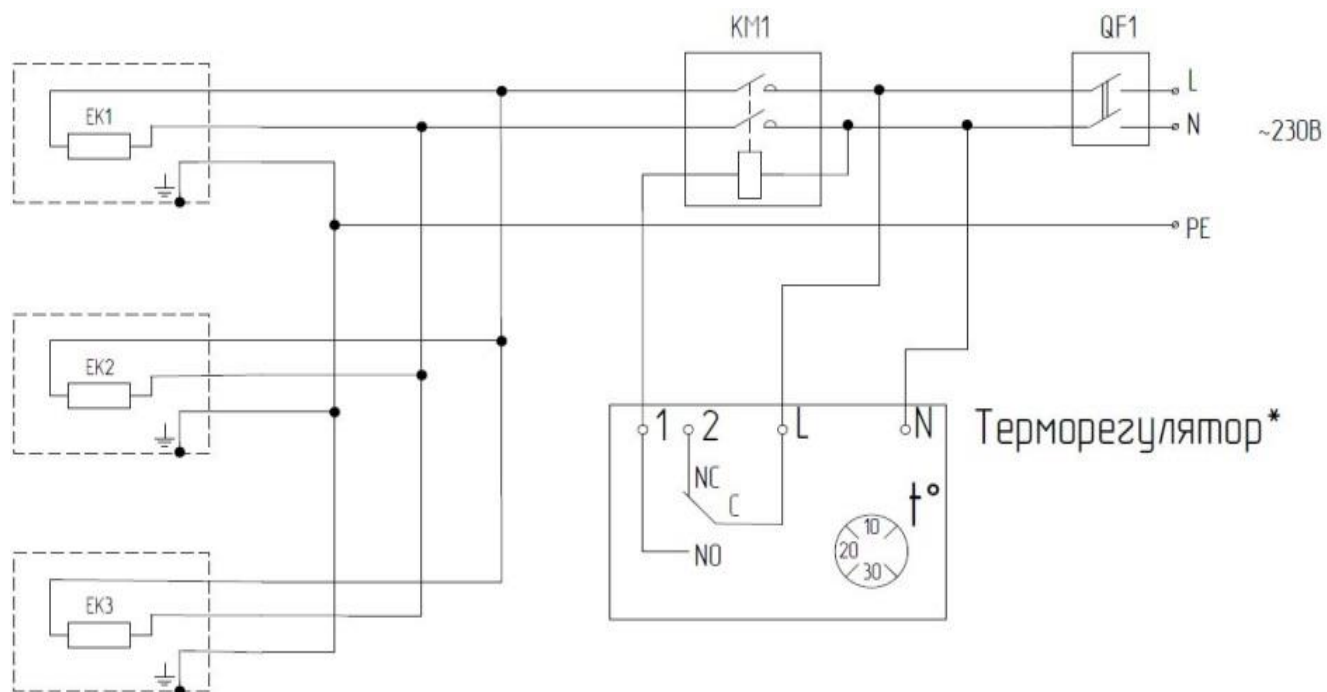 KM1
QF1
L
EK1
N
~230В
PE
EK2
1
2
L
N
Терморегулятор*
NC
C
t°
10
20
NO
30
EK3